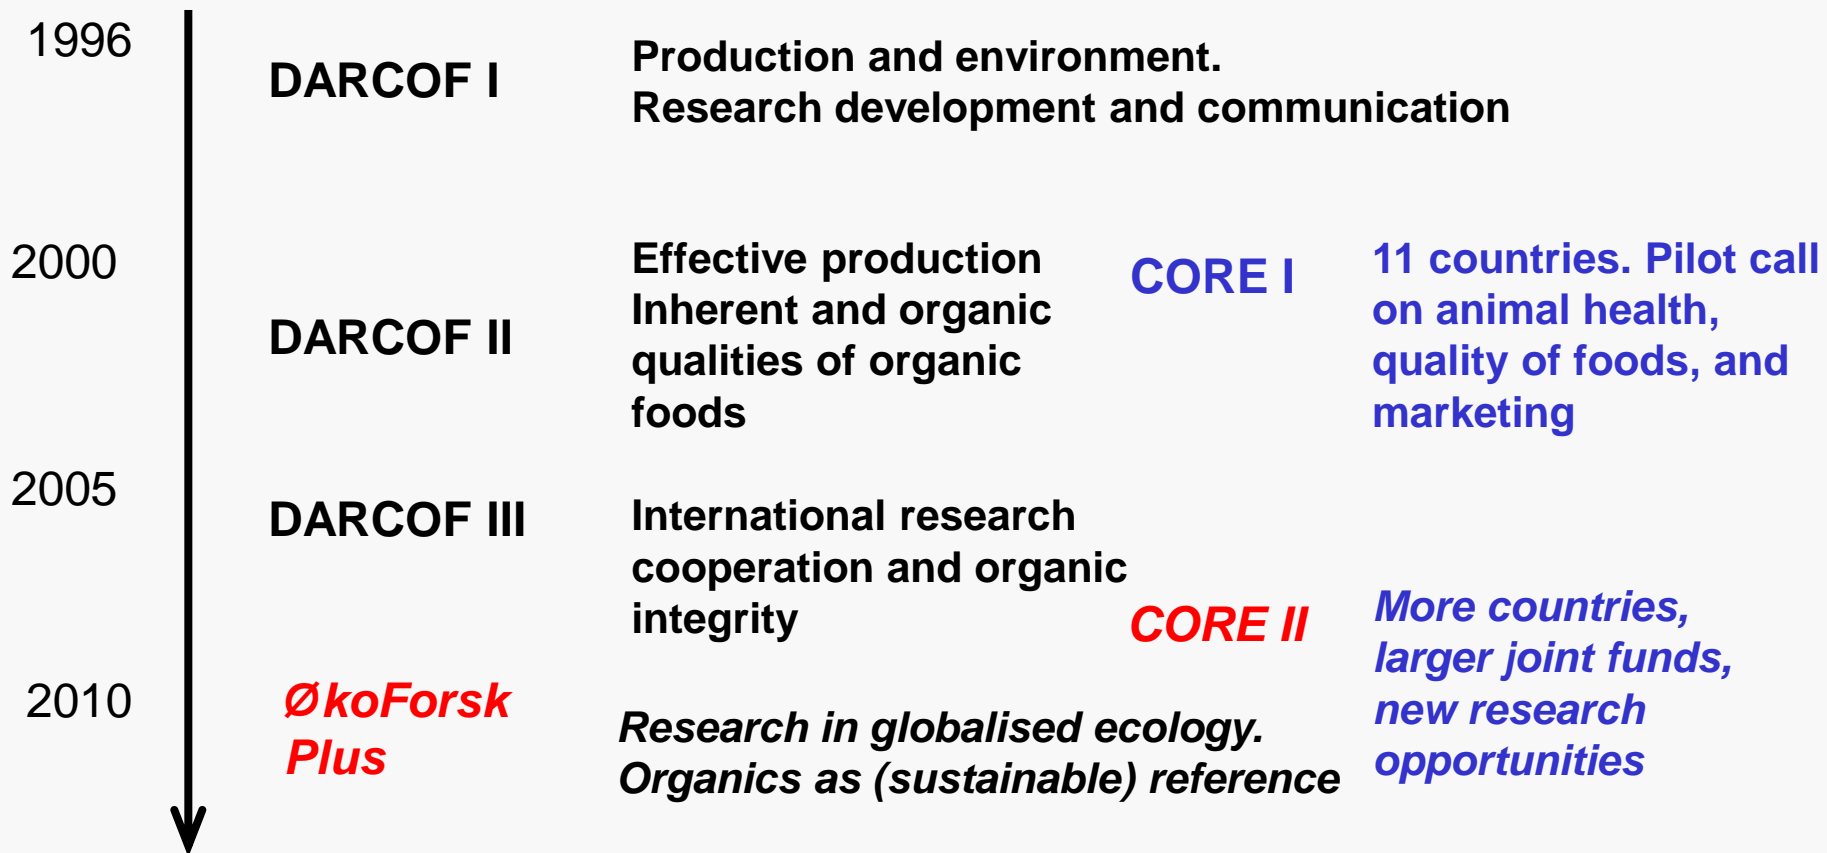 1996
DARCOF I
Production and environment.
Research development and communication
2000
DARCOF II
Effective production
Inherent and organic
qualities of organic
foods
CORE I
11 countries. Pilot call
on animal health,
quality of foods, and
marketing
2005
DARCOF III
International research
cooperation and organic
integrity
CORE II
More countries,
larger joint funds,
new research
opportunities
2010
ØkoForsk
Plus
Research in globalised ecology.
Organics as (sustainable) reference